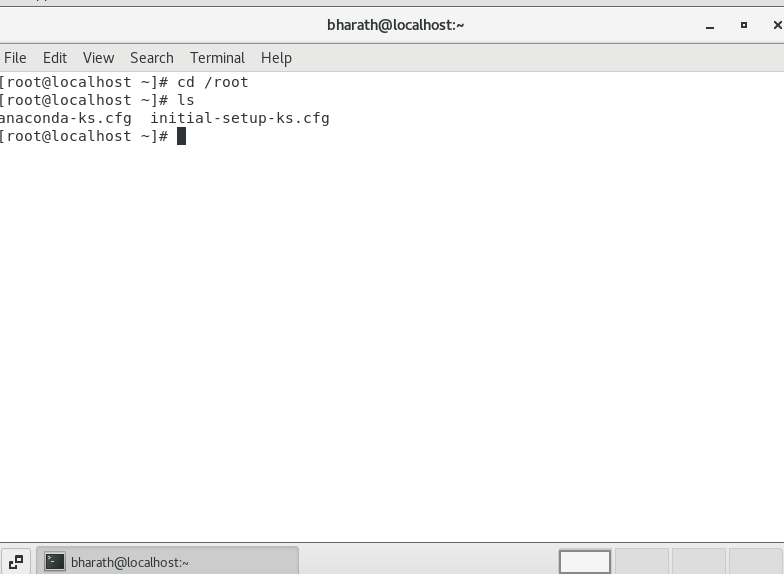 bharath@localhost:~
File Edit View Search Terminal Help
[root@localhost ~]# cd /root
[root@localhost ~]# ls
anaconda-ks.cfg  initial-setup-ks.cfg
[root@localhost ~]#
bharath@localhost:~